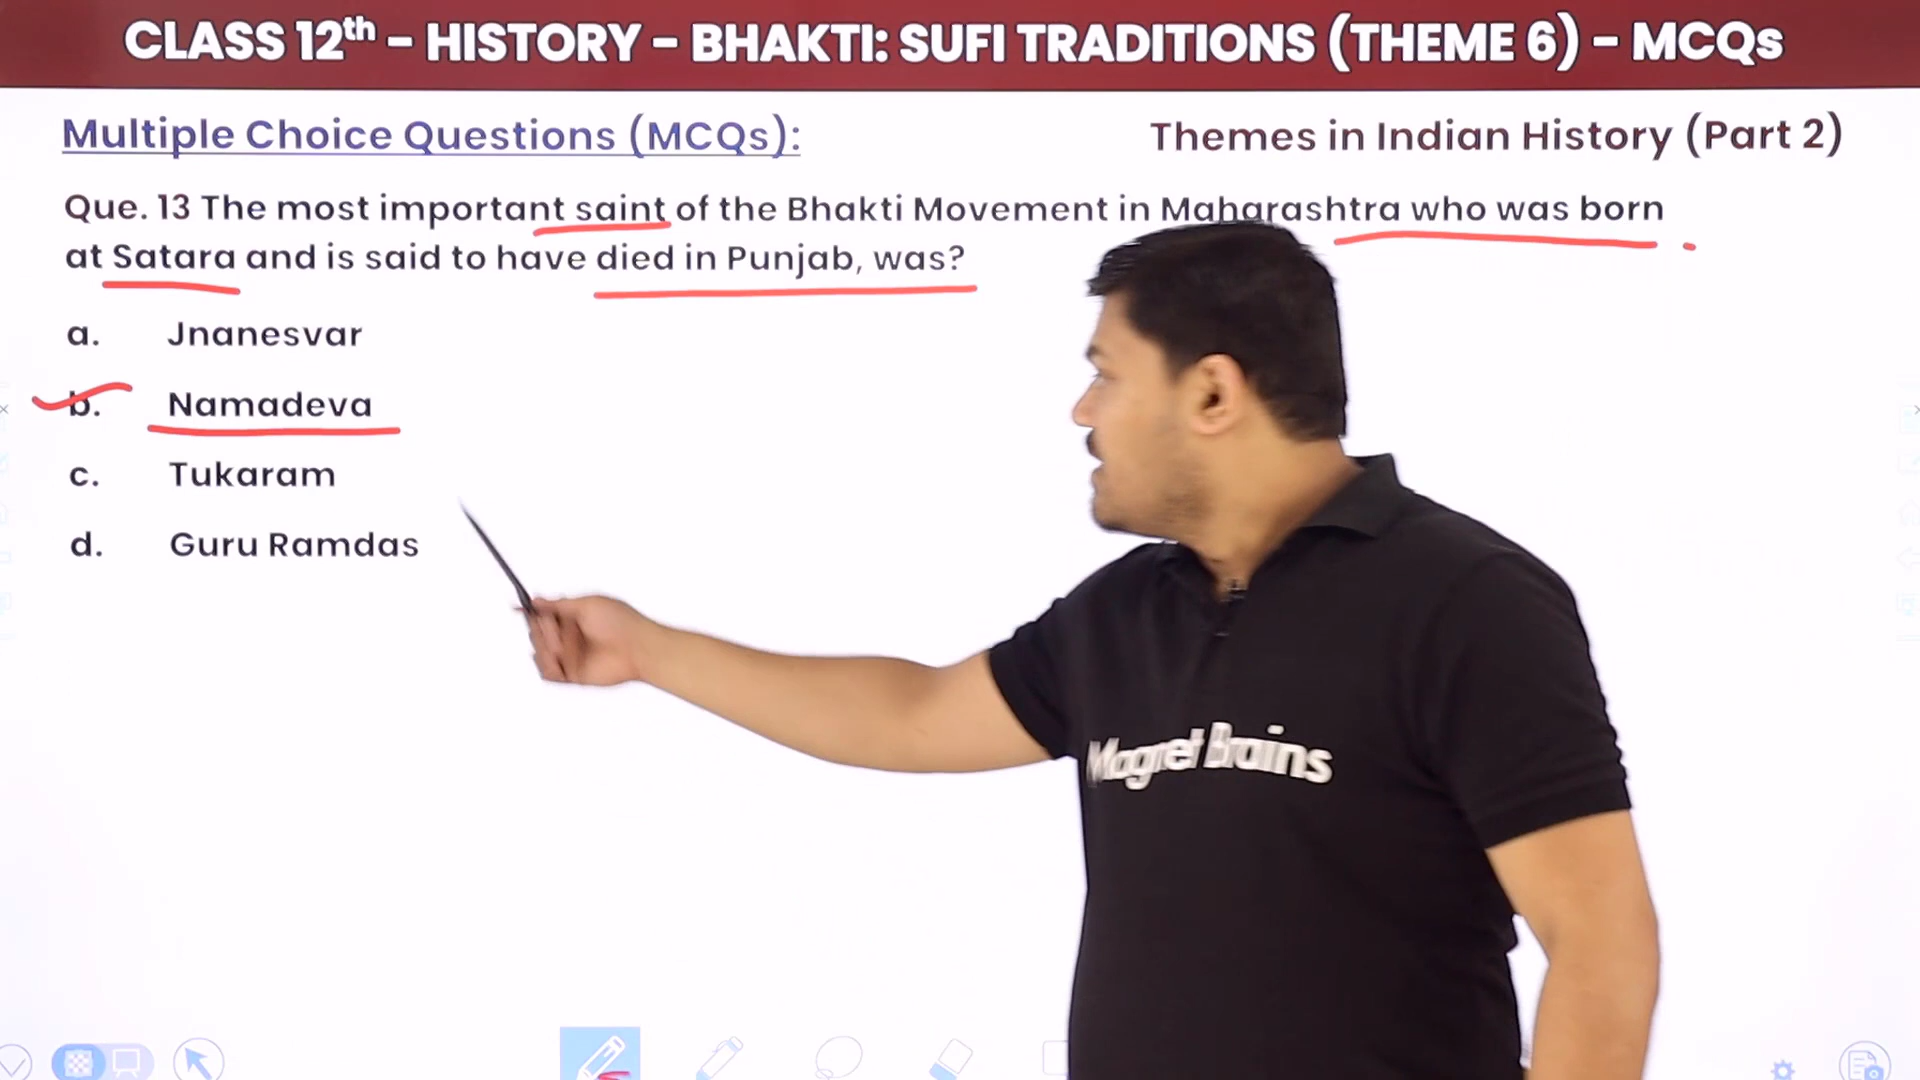 CLASS 12th - HISTORY - BHAKTI: SUFI TRADITIONS (THEME 6) - MCQs
Multiple Choice Questions (MCQs):
Themes in Indian History (Part 2)
Que. 13 The most important saint of the Bhakti Movement in Maharashtra who was born
at Satara and is said to have died in Punjab, was?
a. Jnanesvar
b. Namadeva
c. Tukaram
d. Guru Ramdas
Magnet Brains